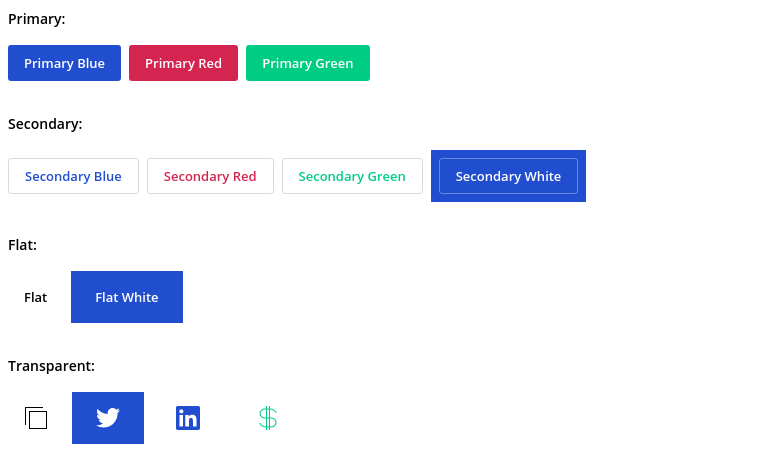 Primary:
Primary Blue Primary Red Primary Green
Secondary:
Secondary Blue Secondary Red Secondary Green Secondary White
Flat:
Flat Flat White
Transparent:
in